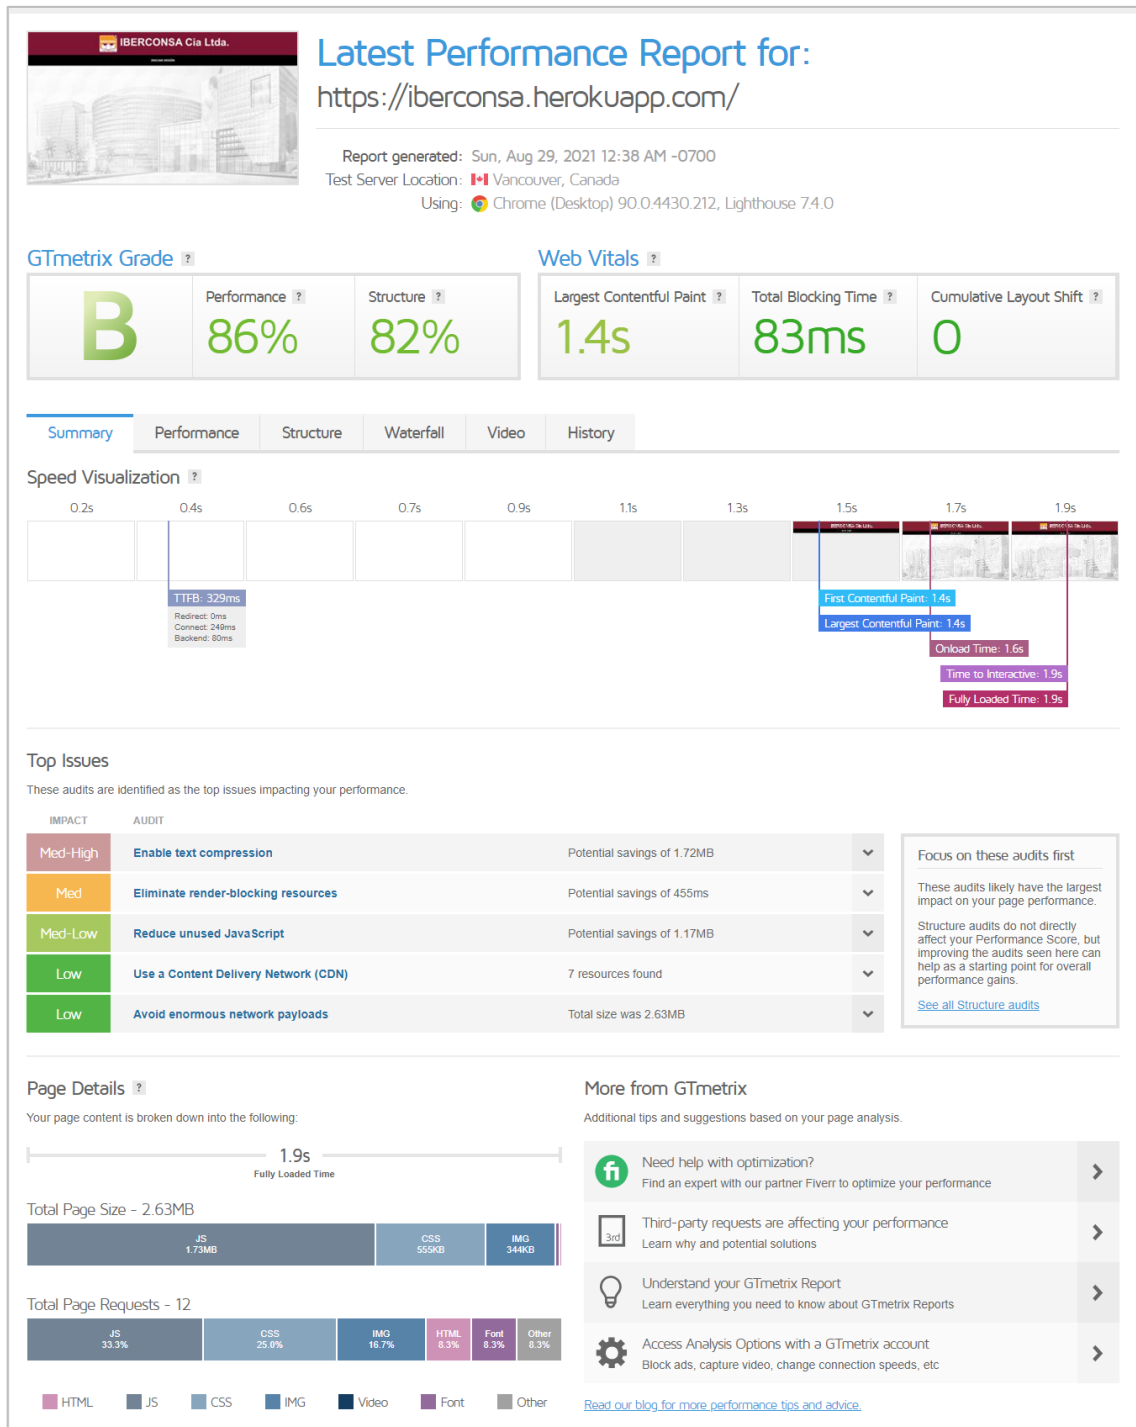 IBERCONSA Cia Ltda.
Latest Performance Report for:
https://iberconsa.herokuapp.com/
Report generated: Sun, Aug 29, 2021 12:38 AM -0700
Test Server Location: Vancouver, Canada
Using: Chrome (Desktop) 90.0.4430.212, Lighthouse 7.4.0
GTmetrix Grade ?
Web Vitals ?
B
Performance ?
86%
Structure ?
82%
Largest Contentful Paint ?
1.4s
Total Blocking Time ?
83ms
Cumulative Layout Shift ?
0
Summary Performance Structure Waterfall Video History
Speed Visualization ?
0.2s 0.4s 0.6s 0.7s 0.9s 1.1s 1.3s 1.5s 1.7s 1.9s
IBERCONSA Cia Ltda. IBERCONSA Cia Ltda. IBERCONSA Cia Ltda.
TTFB: 329ms
Redirect: 0ms
Connect: 249ms
Backend: 80ms
First Contentful Paint: 1.4s
Largest Contentful Paint: 1.4s
Onload Time: 1.6s
Time to Interactive: 1.9s
Fully Loaded Time: 1.9s
Top Issues
These audits are identified as the top issues impacting your performance.
IMPACT AUDIT
Med-High Enable text compression Potential savings of 1.72MB
Med Eliminate render-blocking resources Potential savings of 455ms
Med-Low Reduce unused JavaScript Potential savings of 1.17MB
Low Use a Content Delivery Network (CDN) 7 resources found
Low Avoid enormous network payloads Total size was 2.63MB
Focus on these audits first
These audits likely have the largest
impact on your page performance.
Structure audits do not directly
affect your Performance Score, but
improving the audits seen here can
help as a starting point for overall
performance gains.
See all Structure audits
Page Details ?
Your page content is broken down into the following:
1.9s
Fully Loaded Time
Total Page Size - 2.63MB
JS CSS IMG
1.73MB 555KB 344KB
Total Page Requests - 12
JS CSS IMG HTML Font Other
33.3% 25.0% 16.7% 8.3% 8.3% 8.3%
HTML JS CSS IMG Video Font Other
More from GTmetrix
Additional tips and suggestions based on your page analysis.
fi
Need help with optimization?
Find an expert with our partner Fiverr to optimize your performance
3rd
Third-party requests are affecting your performance
Learn why and potential solutions
Understand your GTmetrix Report
Learn everything you need to know about GTmetrix Reports
Access Analysis Options with a GTmetrix account
Block ads, capture video, change connection speeds, etc
Read our blog for more performance tips and advice.